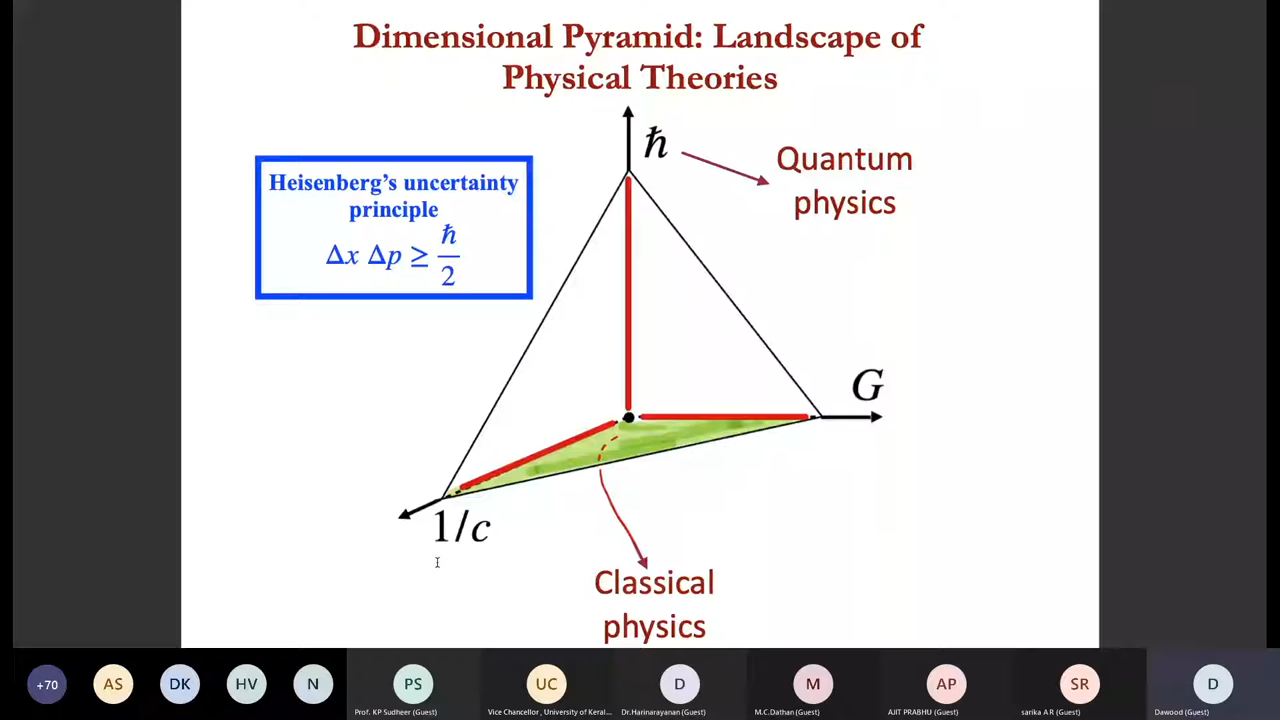 Dimensional Pyramid: Landscape of
Physical Theories
ħ
Quantum
physics
Heisenberg's uncertainty
principle
Δx Δp ≥ ħ/2
G
1/c
Classical
physics
+70
AS
DK
HV
N
PS
UC
D
M
AP
SR
D
Prof. KP Sudheer (Guest)
Vice Chancellor , University of Keral...
Dr.Harinarayanan (Guest)
M.C.Dathan (Guest)
AJIT PRABHU (Guest)
sarika A R (Guest)
Dawood (Guest)